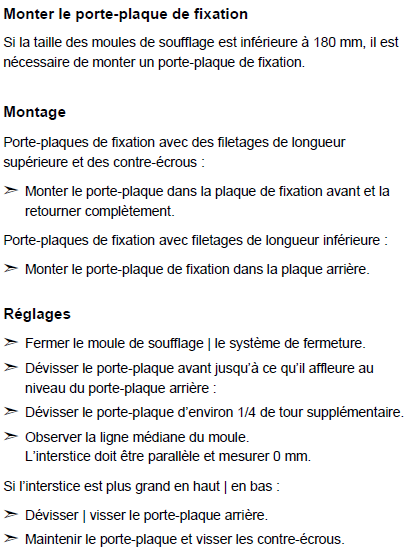 Monter le porte-plaque de fixation
Si la taille des moules de soufflage est inférieure à 180 mm, il est
nécessaire de monter un porte-plaque de fixation.
Montage
Porte-plaques de fixation avec des filetages de longueur
supérieure et des contre-écrous :
➣ Monter le porte-plaque dans la plaque de fixation avant et la
retourner complètement.
Porte-plaques de fixation avec filetages de longueur inférieure :
➣ Monter le porte-plaque de fixation dans la plaque arrière.
Réglages
➣ Fermer le moule de soufflage | le système de fermeture.
➣ Dévisser le porte-plaque avant jusqu’à ce qu’il affleure au
niveau du porte-plaque arrière :
➣ Dévisser le porte-plaque d’environ 1/4 de tour supplémentaire.
➣ Observer la ligne médiane du moule.
L’interstice doit être parallèle et mesurer 0 mm.
Si l’interstice est plus grand en haut | en bas :
➣ Dévisser | visser le porte-plaque arrière.
➣ Maintenir le porte-plaque et visser les contre-écrous.